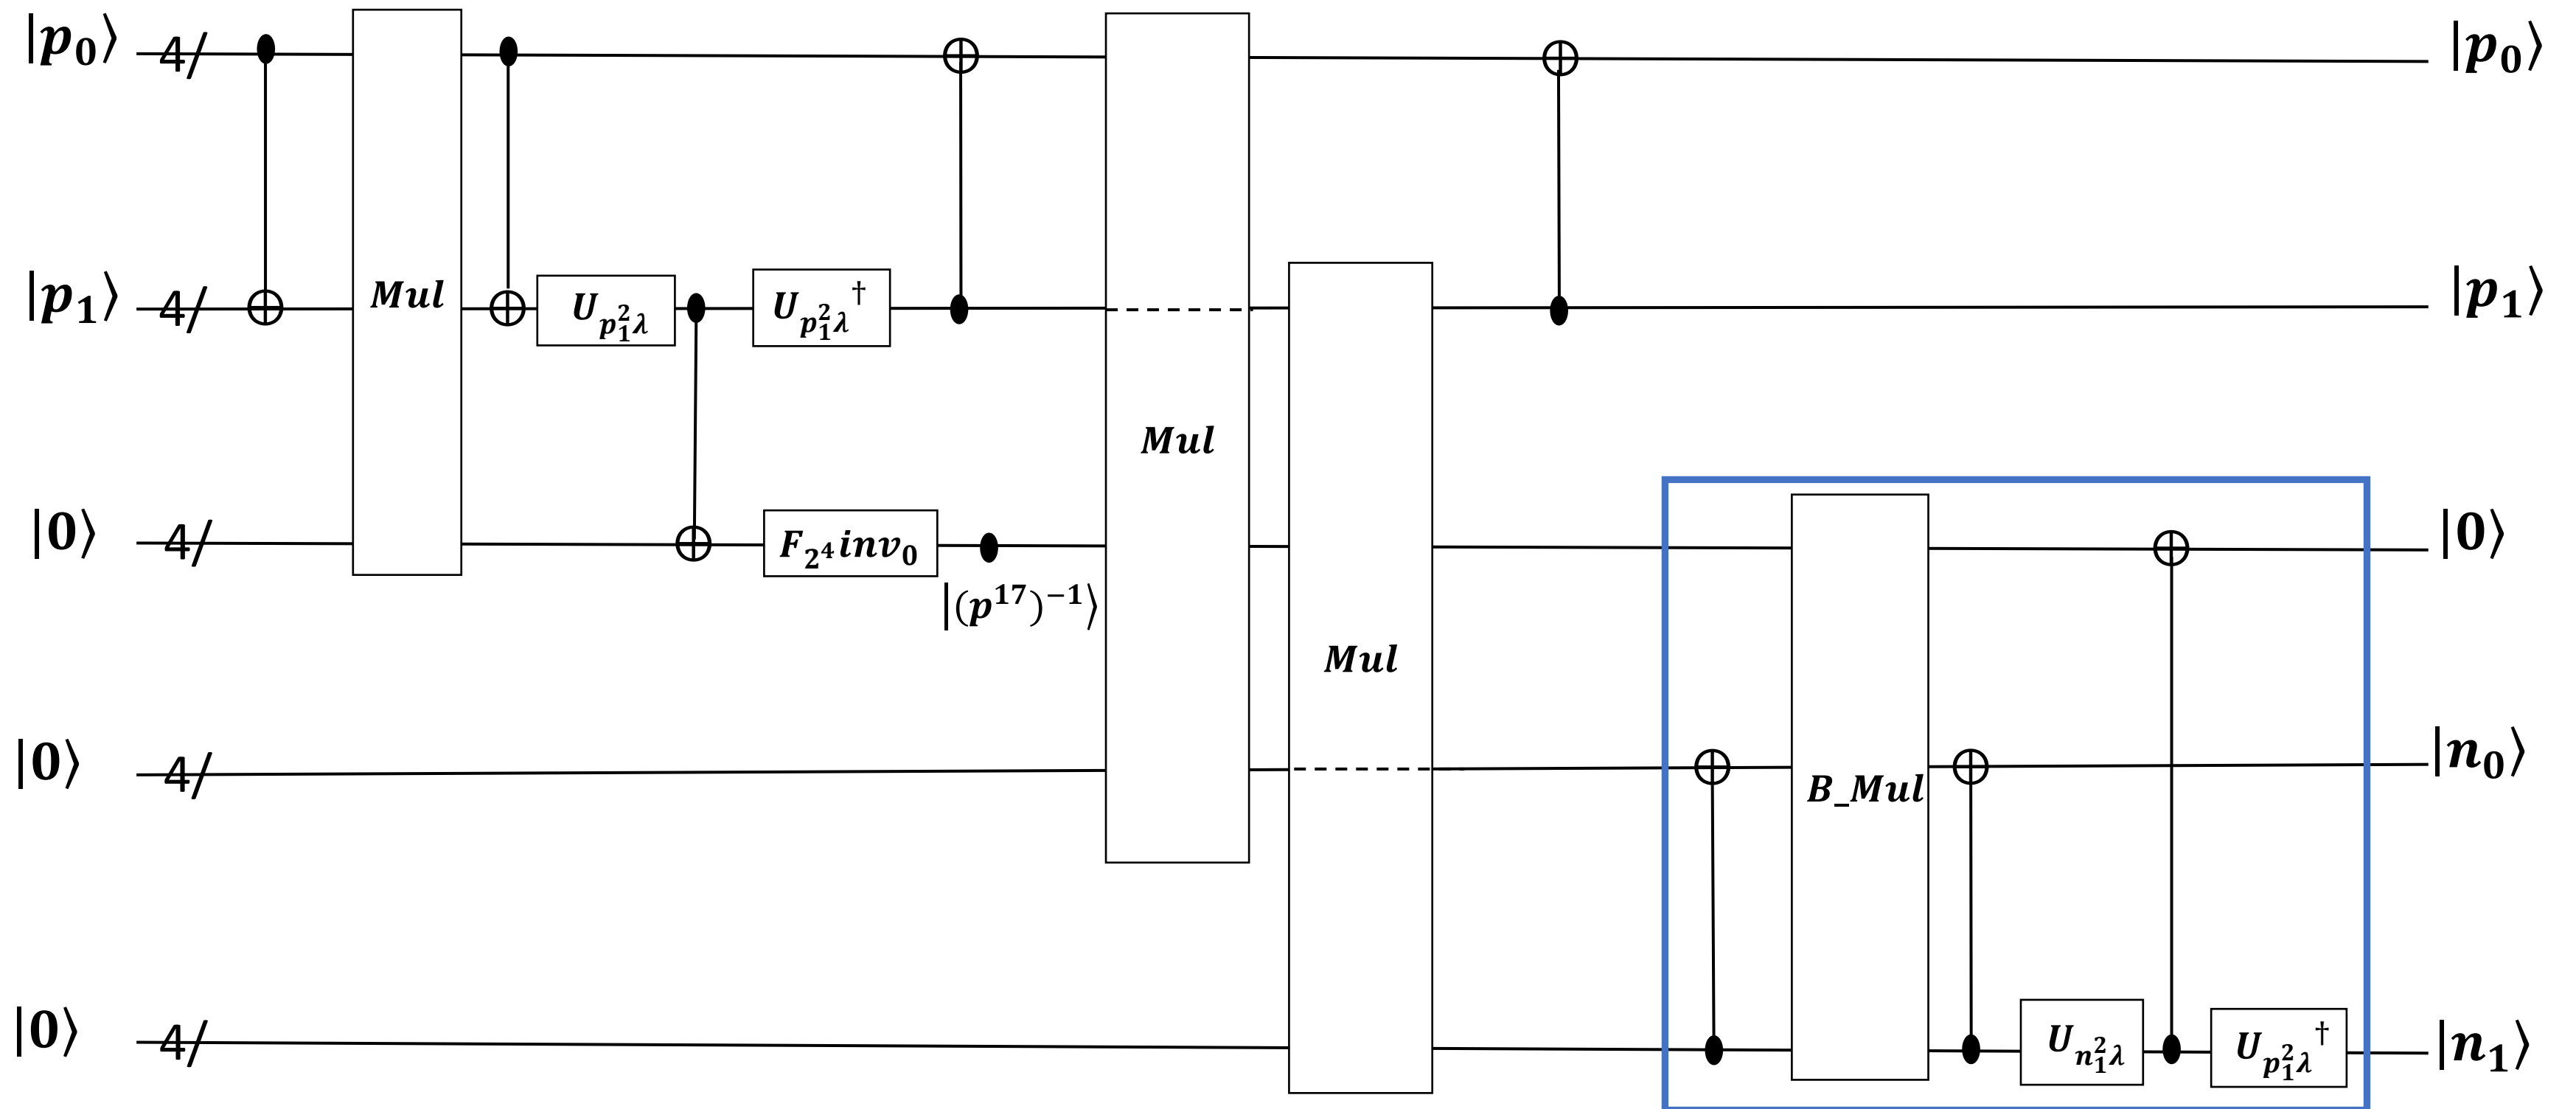 |p₀⟩ 4/ |p₀⟩
|p₁⟩ 4/ Mul U_{p₁²λ} U_{p₁²λ}† |p₁⟩
Mul
|0⟩ 4/ F_{2⁴}inv₀ |0⟩
|(p¹⁷)⁻¹⟩
Mul
|0⟩ 4/ B_Mul |n₀⟩
|0⟩ 4/ U_{n₁²λ} U_{p₁²λ}† |n₁⟩